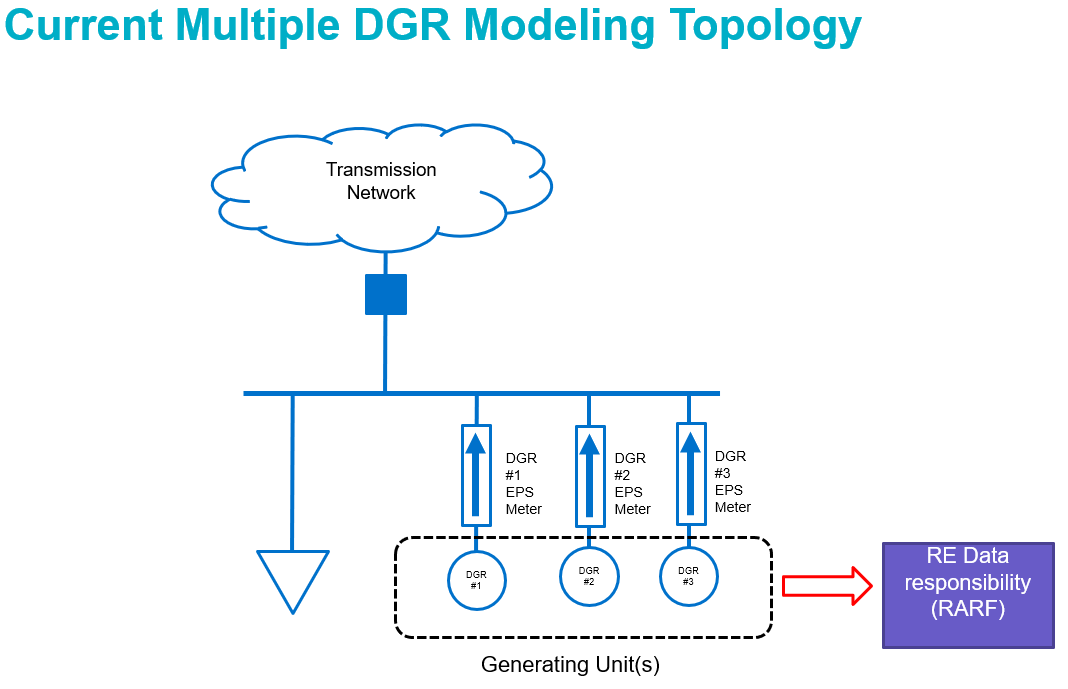 Current Multiple DGR Modeling Topology
Transmission
Network
DGR
#1
EPS
Meter
DGR
#2
EPS
Meter
DGR
#3
EPS
Meter
DGR
#1
DGR
#2
DGR
#3
RE Data
responsibility
(RARF)
Generating Unit(s)